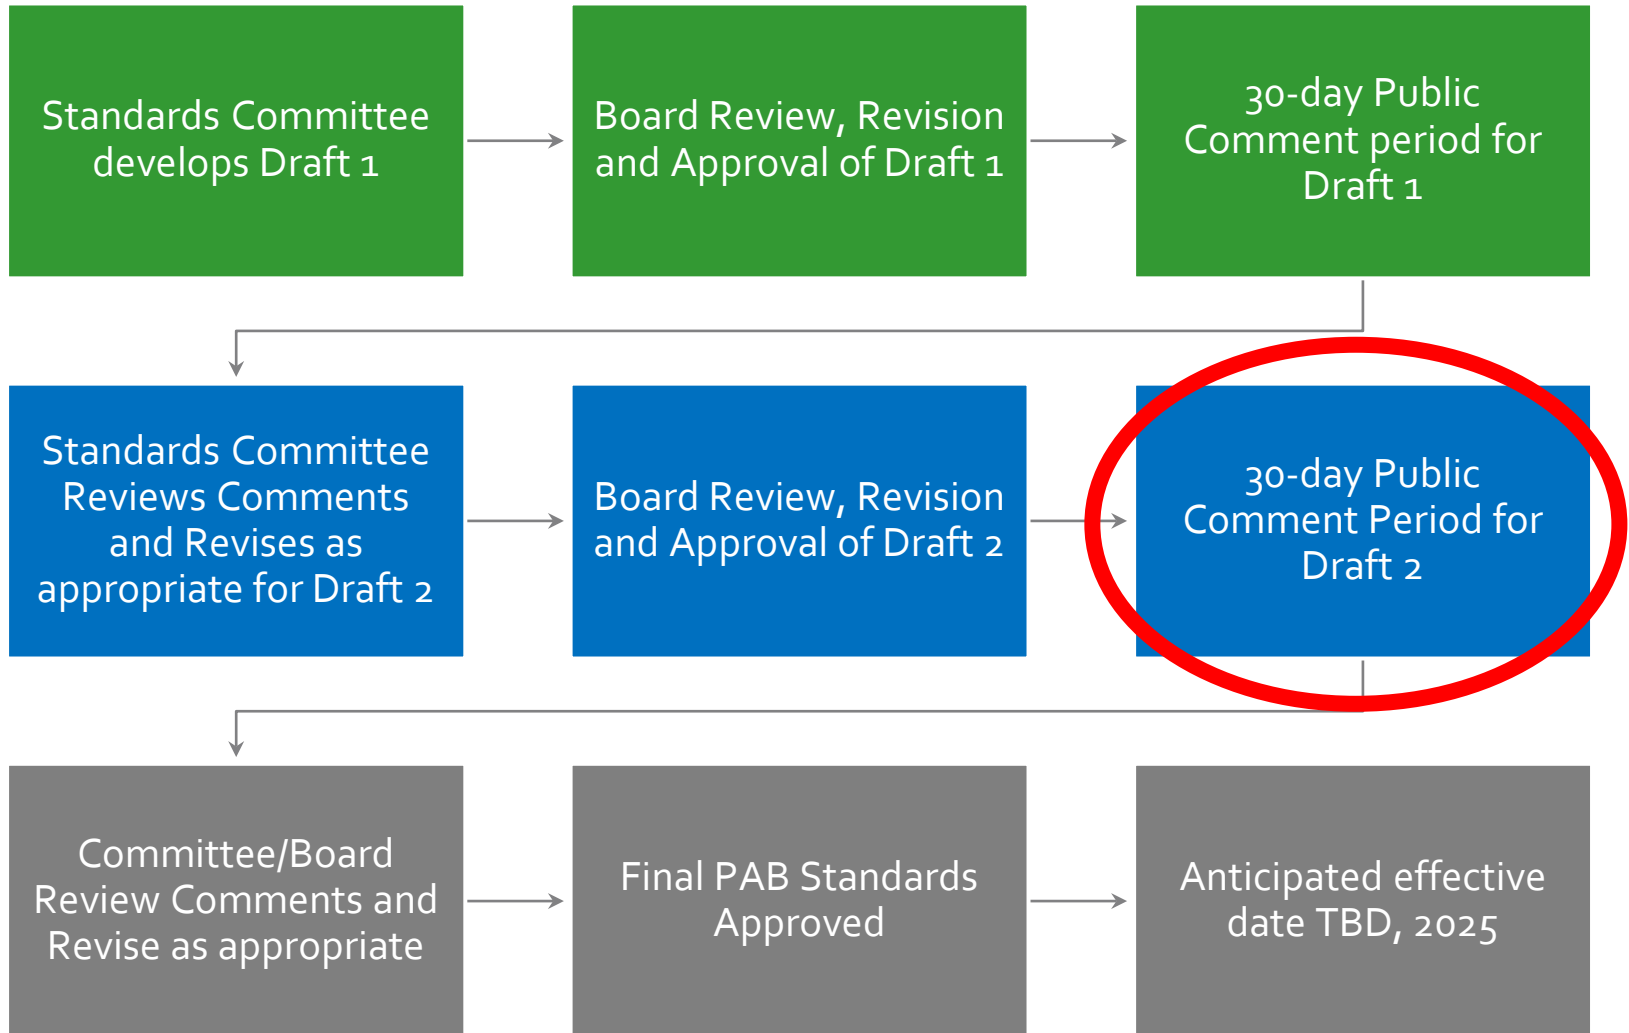 Standards Committee
develops Draft 1
Board Review, Revision
and Approval of Draft 1
30-day Public
Comment period for
Draft 1
Standards Committee
Reviews Comments
and Revises as
appropriate for Draft 2
Board Review, Revision
and Approval of Draft 2
30-day Public
Comment Period for
Draft 2
Committee/Board
Review Comments and
Revise as appropriate
Final PAB Standards
Approved
Anticipated effective
date TBD, 2025